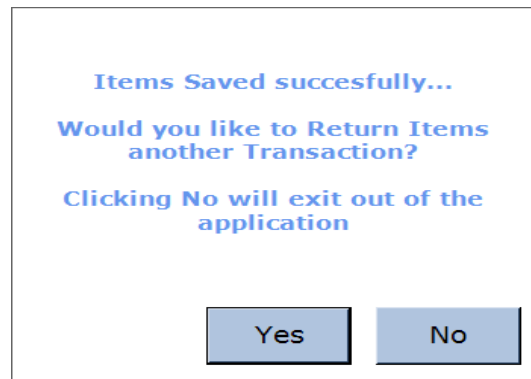 Items Saved succesfully...
Would you like to Return Items
another Transaction?
Clicking No will exit out of the
application
Yes No